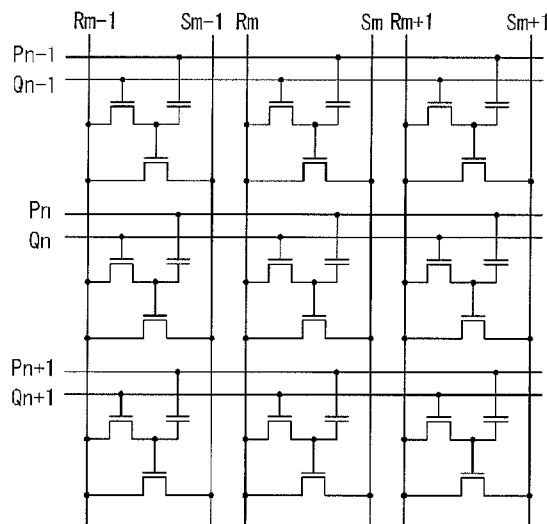 Rm-1 Sm-1 Rm Sm Rm+1 Sm+1
Pn-1
Qn-1
Pn
Qn
Pn+1
Qn+1